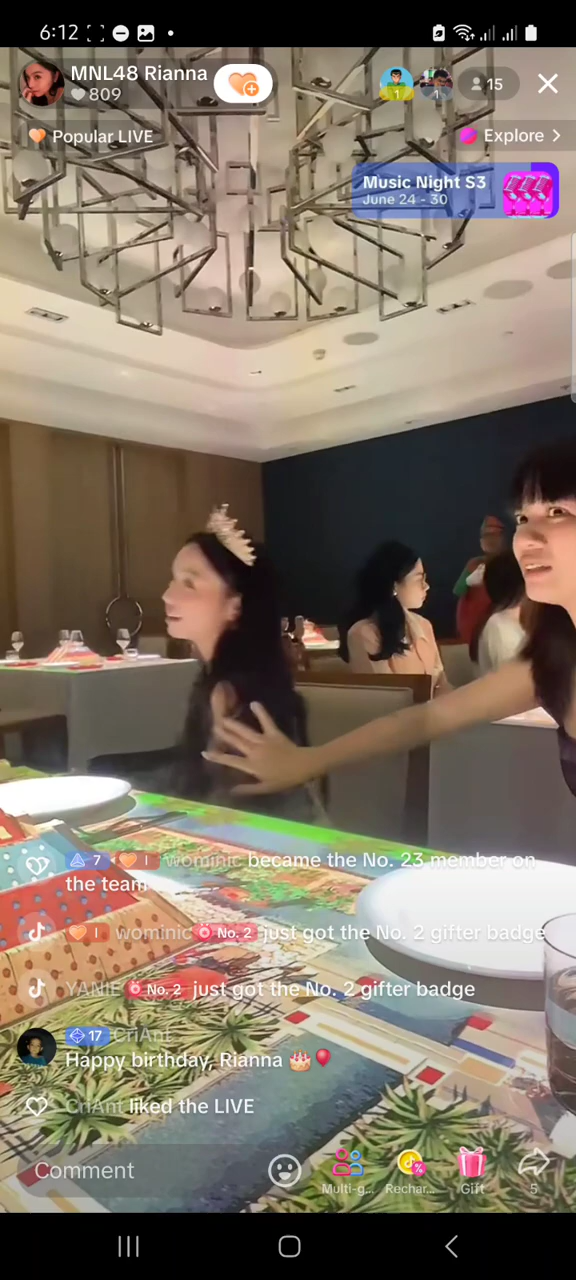 6:12
MNL48 Rianna
809
1
1
15
Popular LIVE
Explore >
Music Night S3
June 24 - 30
7 I wominic became the No. 23 member on
the team
I wominic No. 2 just got the No. 2 gifter badge
YANIE No. 2 just got the No. 2 gifter badge
17 CriAnt
Happy birthday, Rianna 🎂🎈
CriAnt liked the LIVE
Comment
Multi-g...
Rechar...
Gift
5